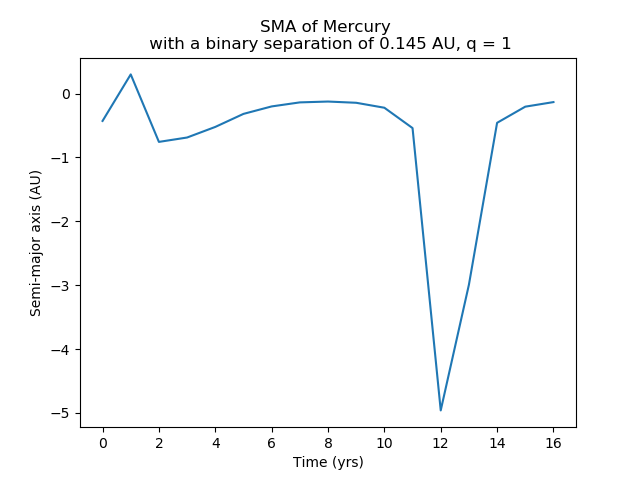 SMA of Mercury
with a binary separation of 0.145 AU, q = 1
0
−1
−2
−3
−4
−5
Semi-major axis (AU)
0 2 4 6 8 10 12 14 16
Time (yrs)